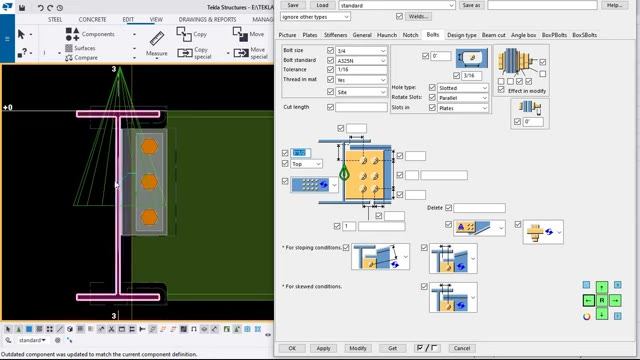 Tekla Structures - E\TEKLA
Save
Load
standard
Save as
Help...
ignore other types
Welds...
STEEL
CONCRETE
EDIT
VIEW
DRAWINGS & REPORTS
MANAGE
Picture
Plates
Stiffeners
General
Haunch
Notch
Bolts
Design type
Beam cut
Angle box
BoxPBolts
BoxSBolts
Components
Surfaces
Compare
Copy
Copy special
Move
Move special
Bolt size
3/4
Bolt standard
A325N
Tolerance
1/16
Thread in mat
Yes
Site
Cut length
0"
3/16
Hole type:
Slotted
Rotate Slots:
Parallel
Slots in
Plates
Effect in modify
0"
Top
1
Delete
* For sloping conditions.
* For skewed conditions.
3
+0
3
R
standard
OK
Apply
Modify
Get
Cancel
Outdated component was updated to match the current component definition.